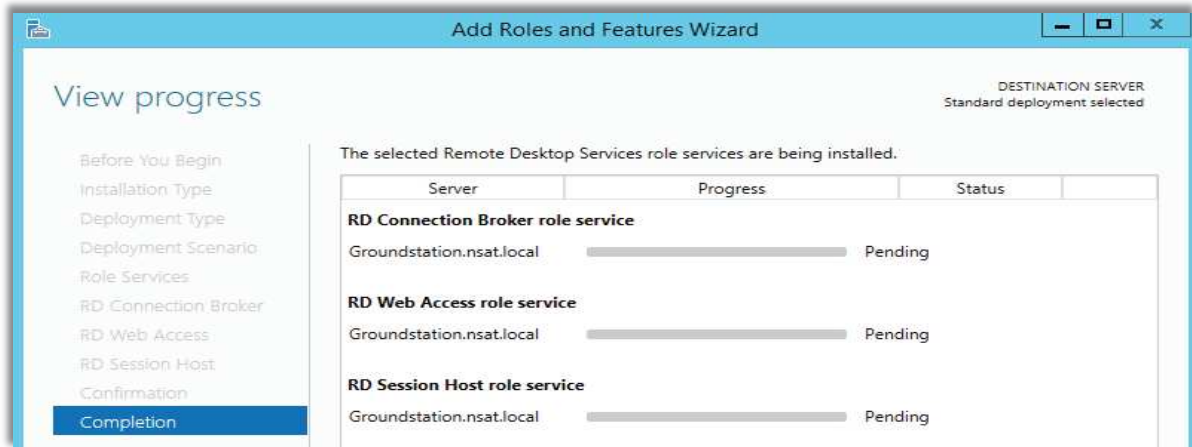 Add Roles and Features Wizard
View progress
DESTINATION SERVER
Standard deployment selected
Before You Begin
Installation Type
Deployment Type
Deployment Scenario
Role Services
RD Connection Broker
RD Web Access
RD Session Host
Confirmation
Completion
The selected Remote Desktop Services role services are being installed.
Server Progress Status
RD Connection Broker role service
Groundstation.nsat.local Pending
RD Web Access role service
Groundstation.nsat.local Pending
RD Session Host role service
Groundstation.nsat.local Pending